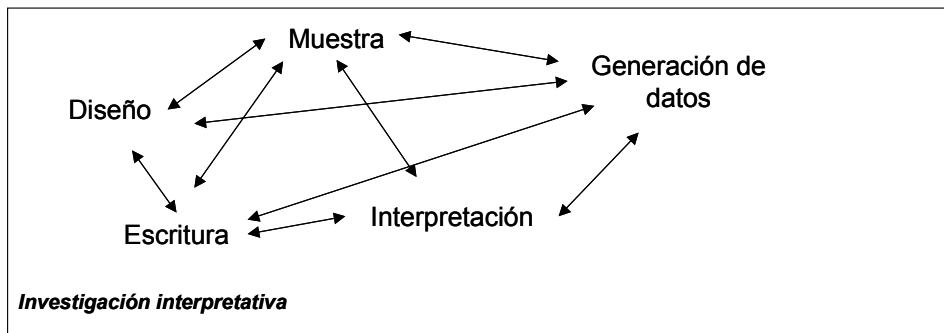 Muestra
Generación de
datos
Diseño
Interpretación
Escritura
Investigación interpretativa